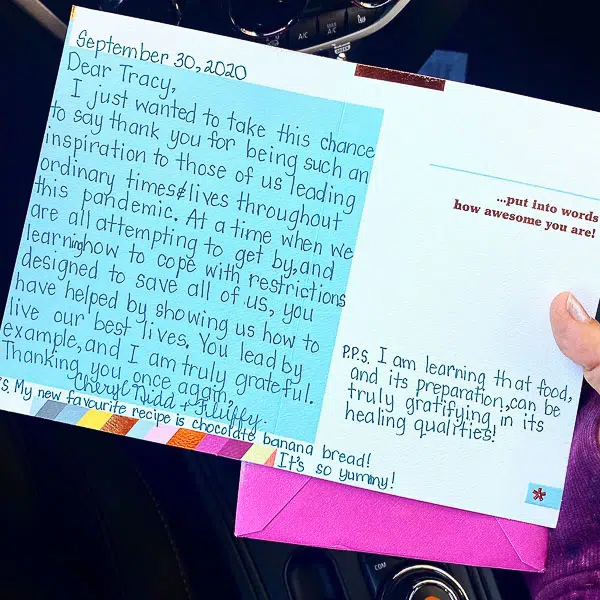 September 30, 2020
Dear Tracy,
I just wanted to take this chance
to say thank you for being such an
inspiration to those of us leading
ordinary times & lives throughout
this pandemic. At a time when we
are all attempting to get by, and
learning how to cope with restrictions
designed to save all of us, you
have helped by showing us how to
live our best lives. You lead by
example, and I am truly grateful.
Thanking you once again,
Cheryl Nidd + Fluffy.
P.S. My new favourite recipe is chocolate banana bread!
It's so yummy!
...put into words
how awesome you are!
P.P.S. I am learning that food,
and its preparation, can be
truly gratifying in its
healing qualities!
A/C
MAX
A/C
COM